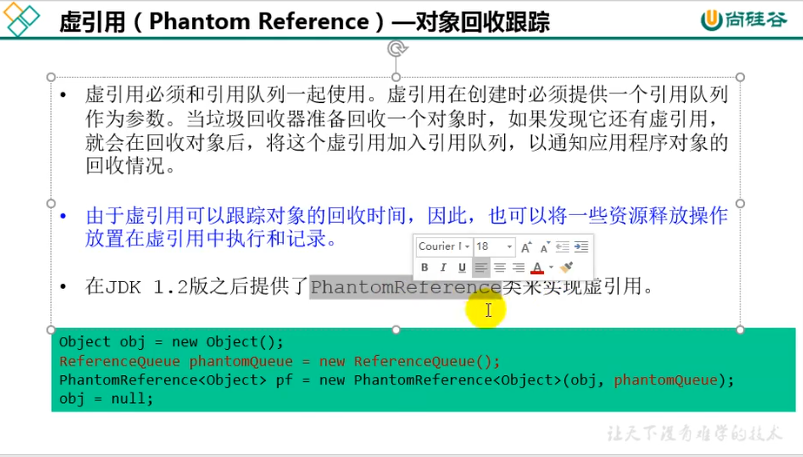 虚引用（Phantom Reference）—对象回收跟踪
尚硅谷
• 虚引用必须和引用队列一起使用。虚引用在创建时必须提供一个引用队列
作为参数。当垃圾回收器准备回收一个对象时，如果发现它还有虚引用，
就会在回收对象后，将这个虚引用加入引用队列，以通知应用程序对象的
回收情况。
• 由于虚引用可以跟踪对象的回收时间，因此，也可以将一些资源释放操作
放置在虚引用中执行和记录。
Courier 18 A A
B I U A
• 在JDK 1.2版之后提供了PhantomReference类来实现虚引用。
Object obj = new Object();
ReferenceQueue phantomQueue = new ReferenceQueue();
PhantomReference<Object> pf = new PhantomReference<Object>(obj, phantomQueue);
obj = null;
让天下没有难学的技术